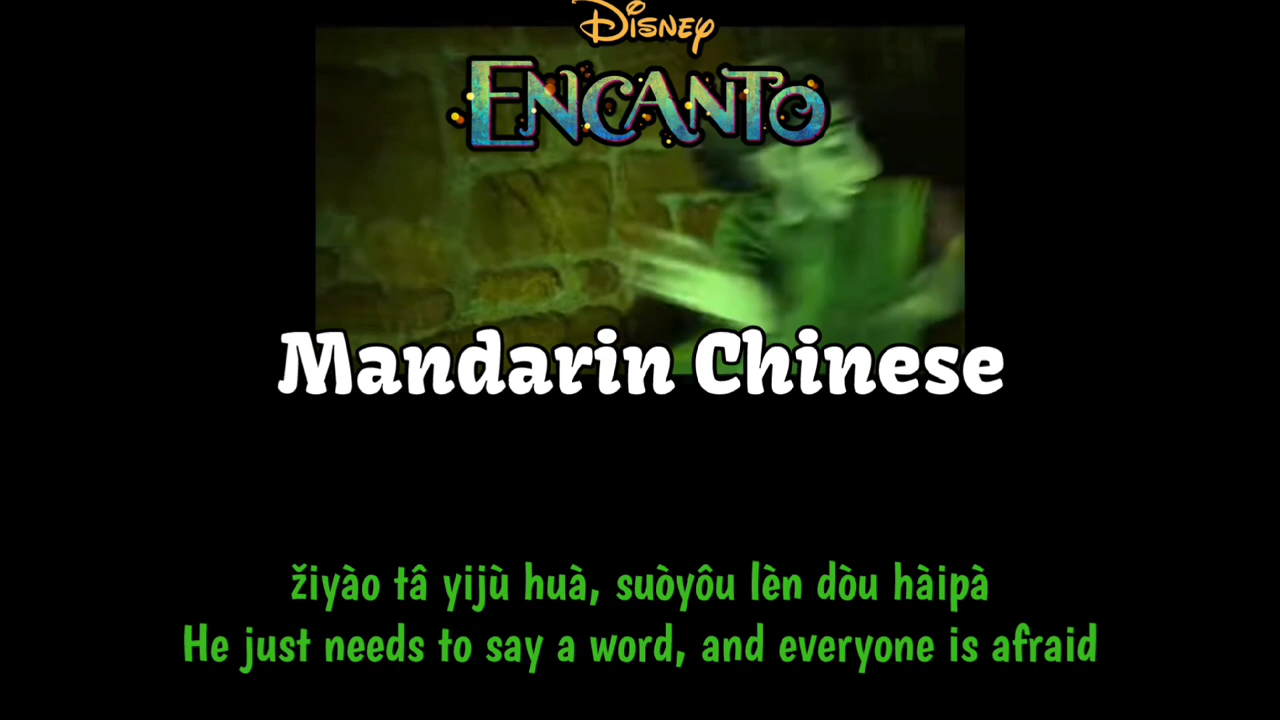 Disney
ENCANTO
Mandarin Chinese
žiyào tâ yijù huà, suòyôu lèn dòu hàipà
He just needs to say a word, and everyone is afraid